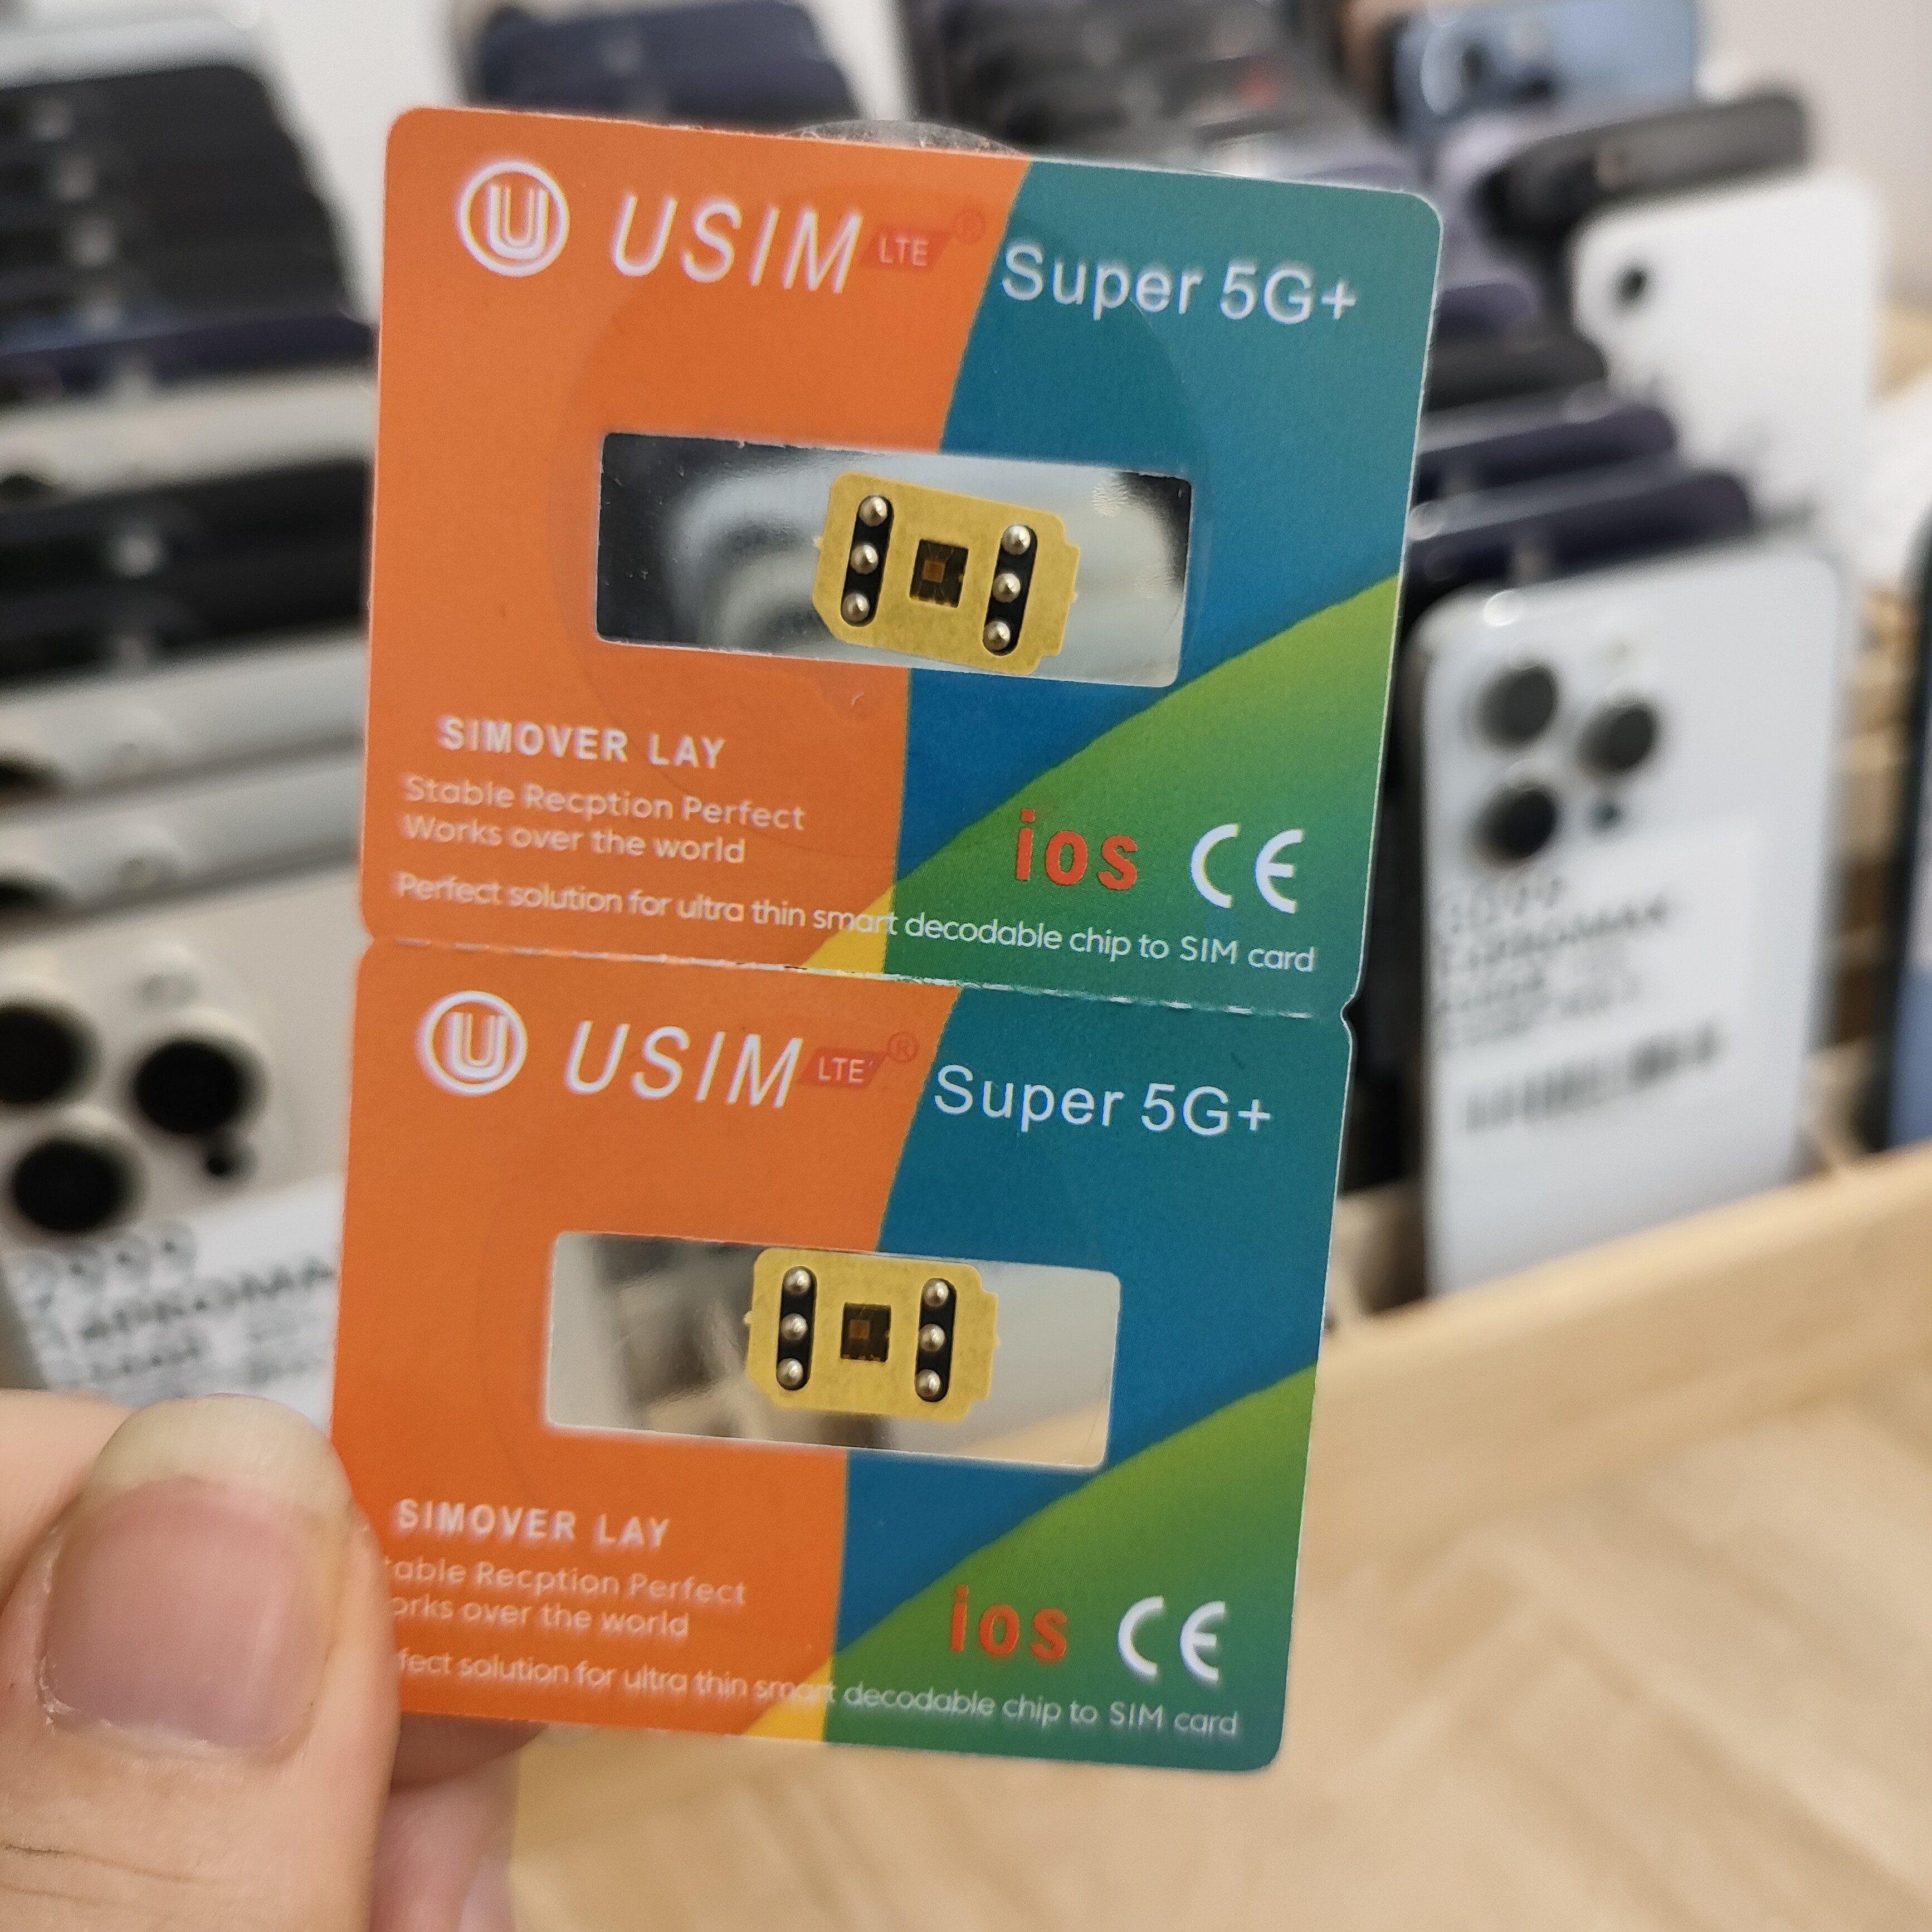 U USIM LTE ® Super 5G+
SIMOVER LAY
Stable Recption Perfect
Works over the world
ios CE
Perfect solution for ultra thin smart decodable chip to SIM card
U USIM LTE ® Super 5G+
SIMOVER LAY
table Recption Perfect
orks over the world
ios CE
fect solution for ultra thin smart decodable chip to SIM card